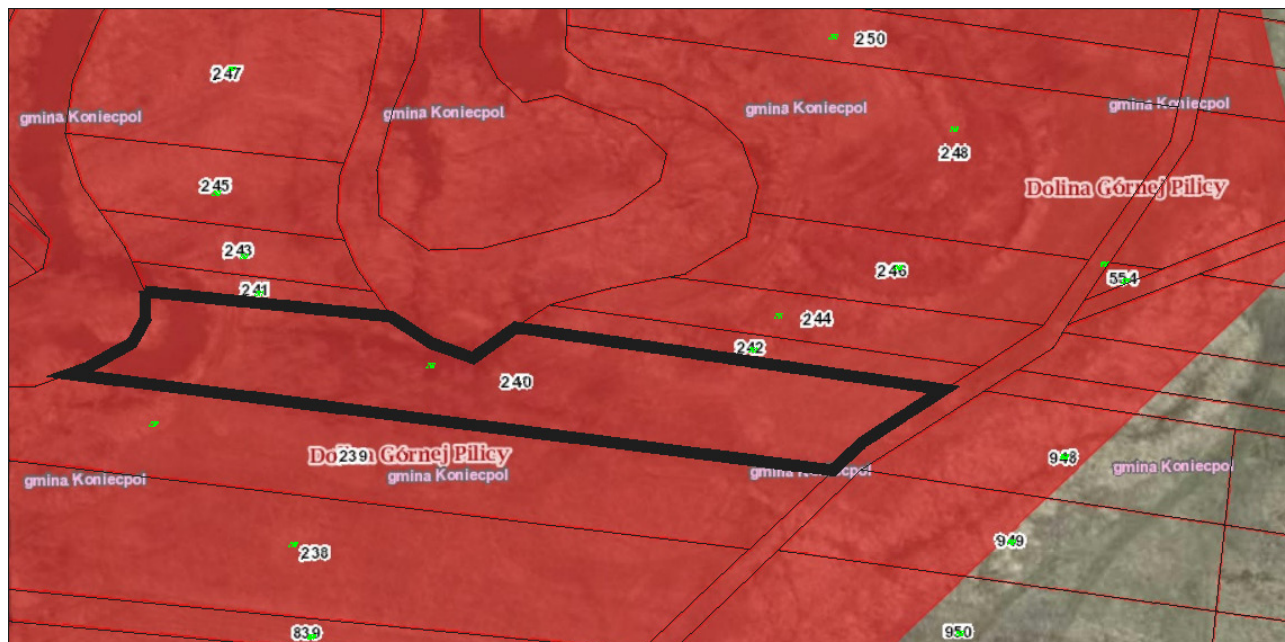 250
247
gmina Koniecpol
gmina Koniecpol
gmina Koniecpol
gmina Koniecpol
248
245
Dolina Górnej Pilicy
243
246
554
241
244
242
240
239
Dolina Górnej Pilicy
948
gmina Koniecpol
gmina Koniecpol
gmina Koniecpol
gmina Koniecpol
949
238
839
950